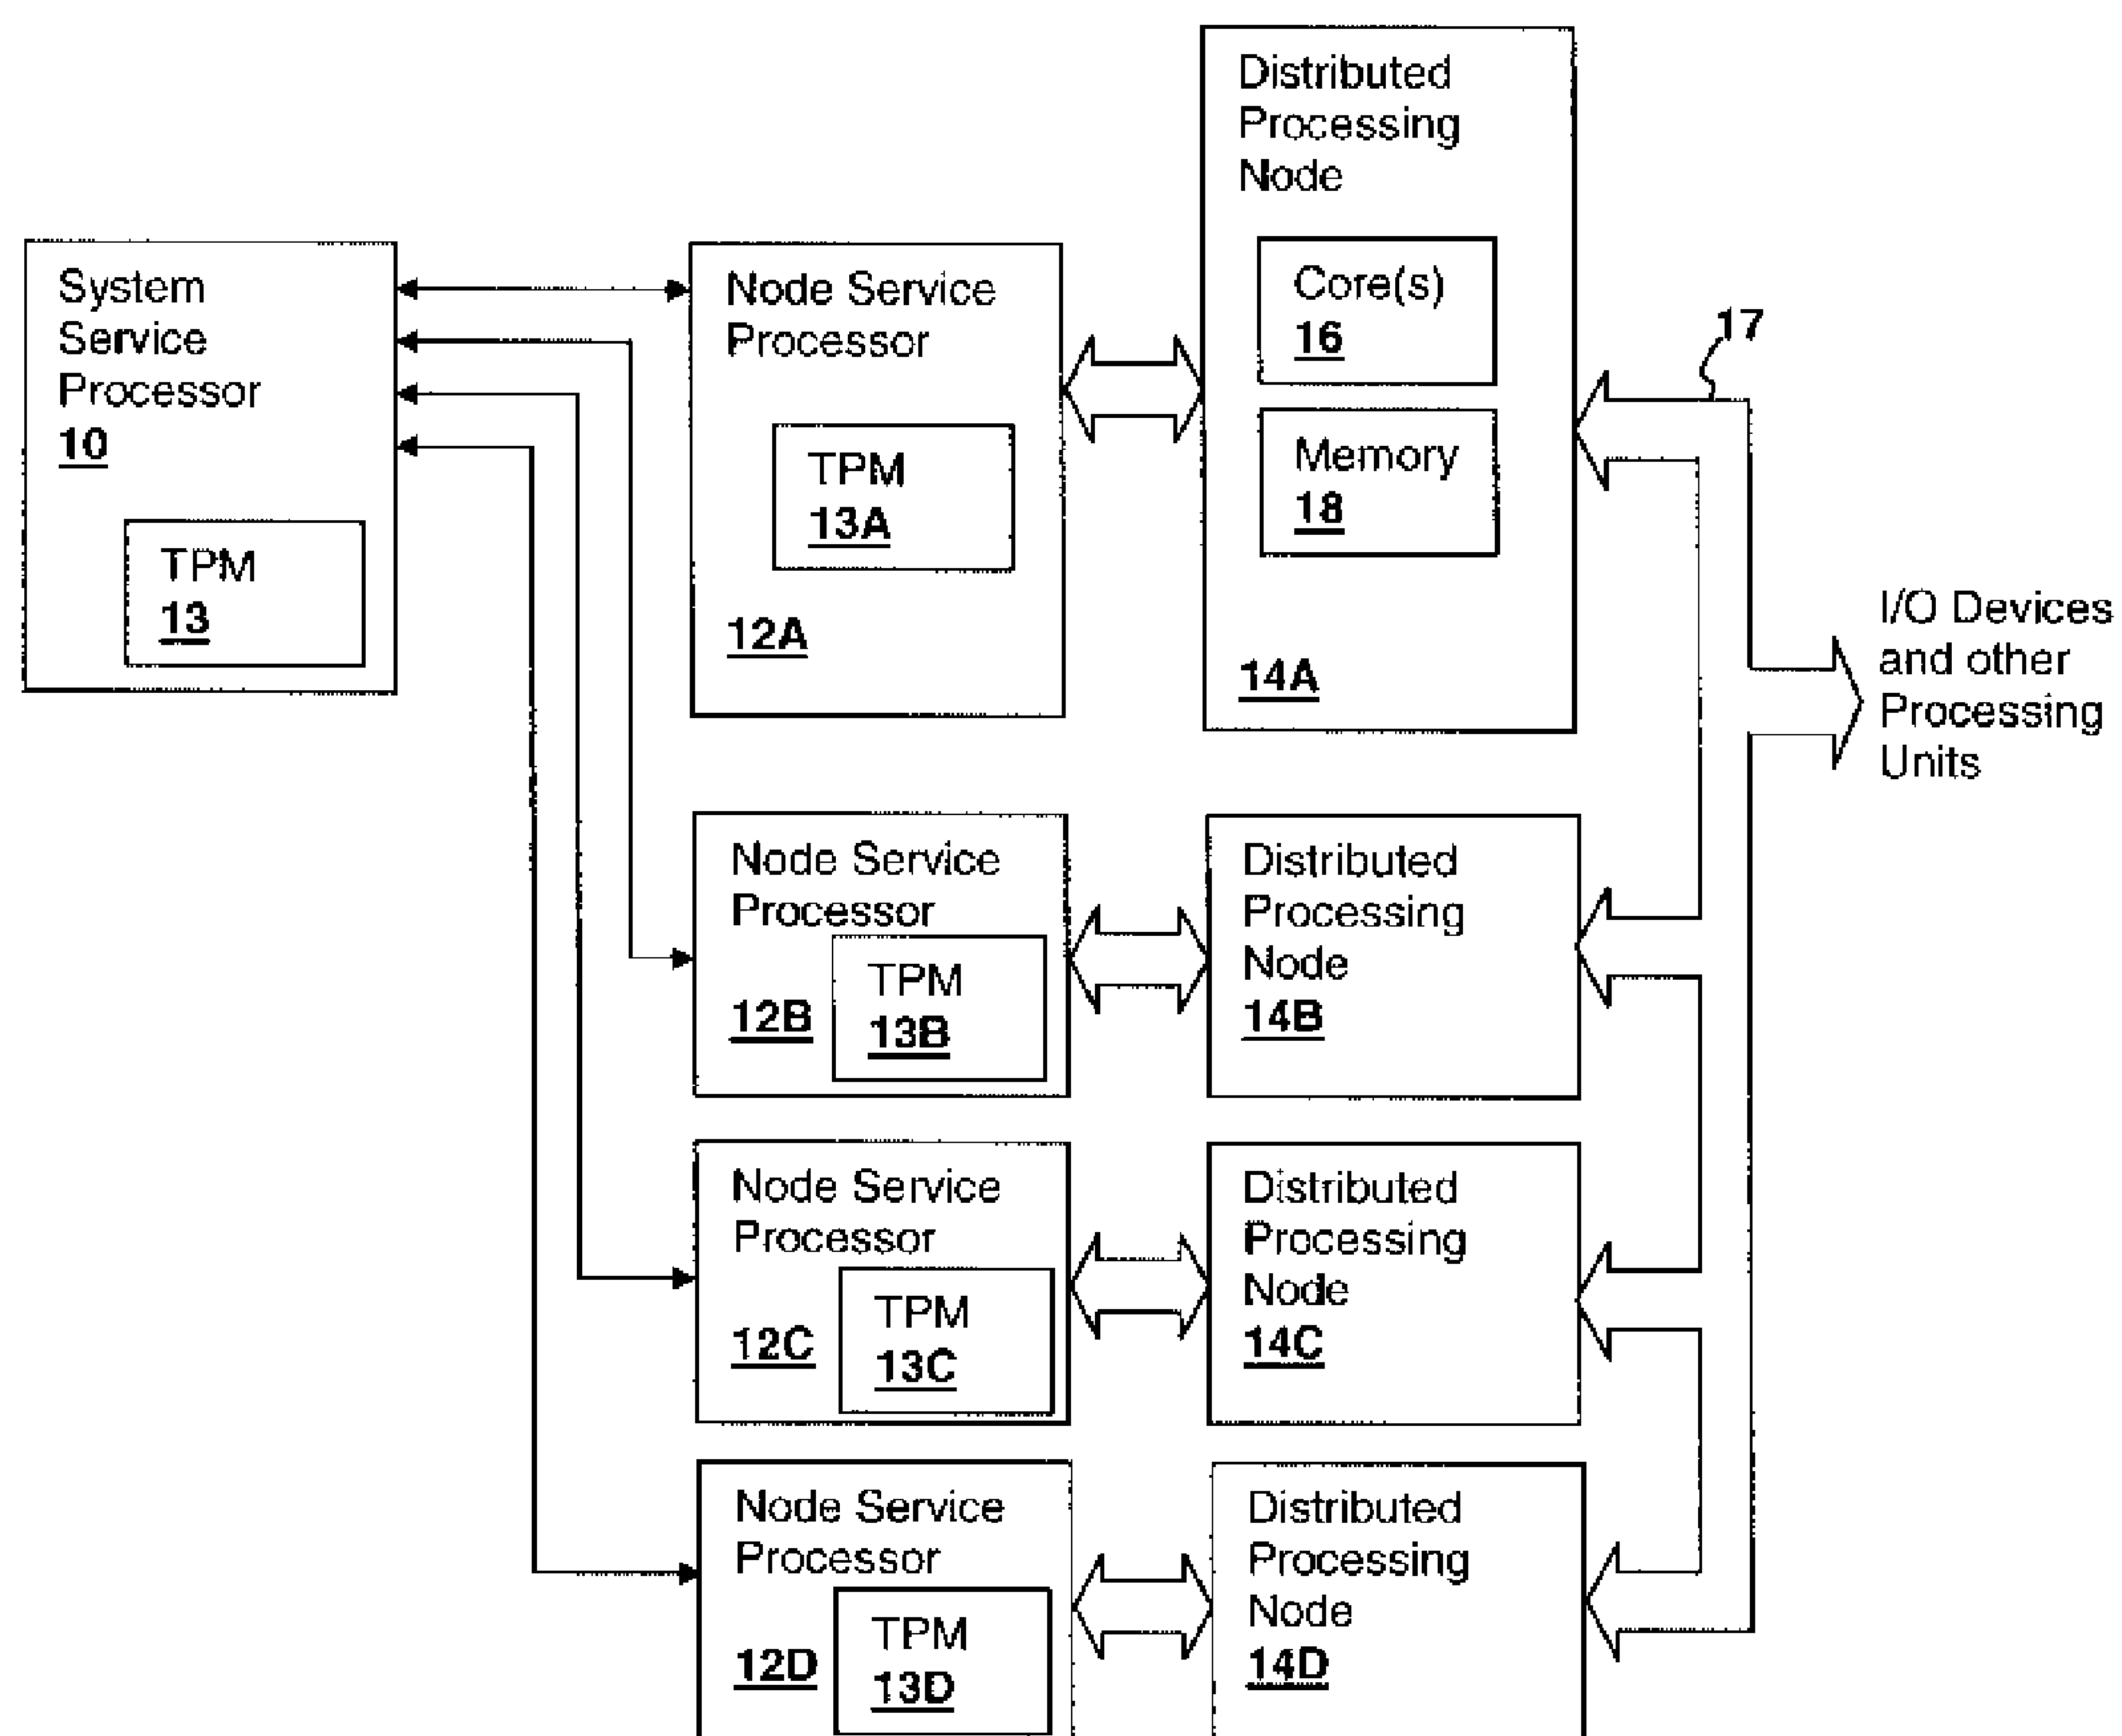 System
Service
Processor
10
TPM
13
Node Service
Processor
TPM
13A
12A
Distributed
Processing
Node
Core(s)
16
Memory
18
14A
17
I/O Devices
and other
Processing
Units
Node Service
Processor
TPM
13B
12B
Distributed
Processing
Node
14B
Node Service
Processor
TPM
13C
12C
Distributed
Processing
Node
14C
Node Service
Processor
TPM
13D
12D
Distributed
Processing
Node
14D